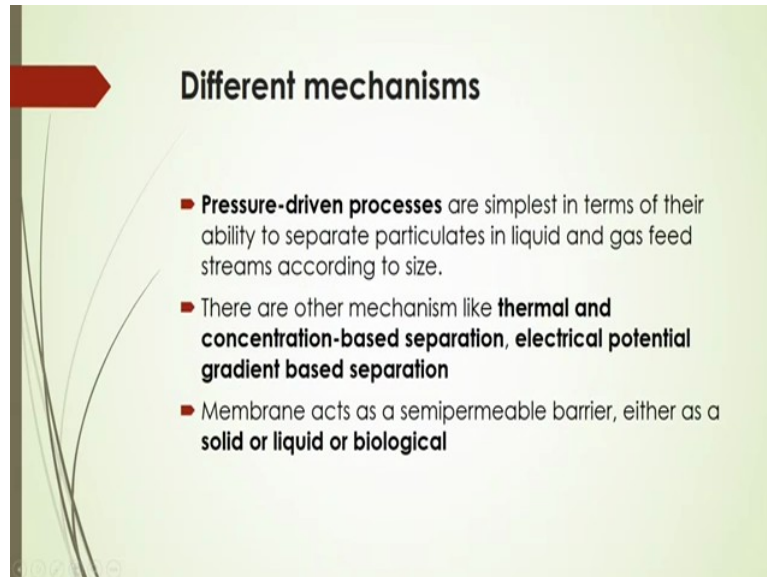 Different mechanisms
Pressure-driven processes are simplest in terms of their
ability to separate particulates in liquid and gas feed
streams according to size.
There are other mechanism like thermal and
concentration-based separation, electrical potential
gradient based separation
Membrane acts as a semipermeable barrier, either as a
solid or liquid or biological